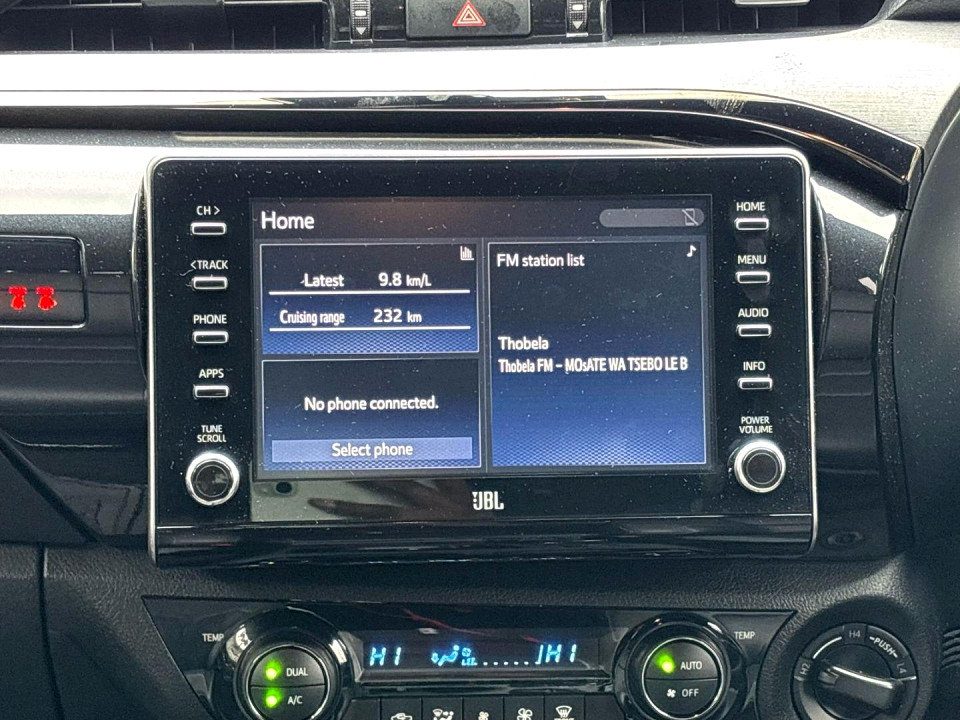 CH >
<TRACK
PHONE
APPS
TUNE
SCROLL
Home
Latest 9.8 km/L
Cruising range 232 km
No phone connected.
Select phone
FM station list
Thobela
Thobela FM – MOsATE WA TSEBO LE B
HOME
MENU
AUDIO
INFO
POWER
VOLUME
JBL
TEMP
DUAL
A/C
HI
HI
AUTO
OFF
TEMP
H2
H4
PUSH
L4